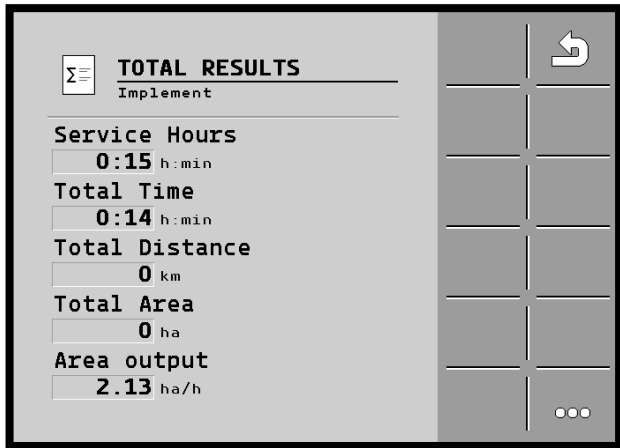 Σ
TOTAL RESULTS
Implement
Service Hours
0:15 h:min
Total Time
0:14 h:min
Total Distance
0 km
Total Area
0 ha
Area output
2.13 ha/h